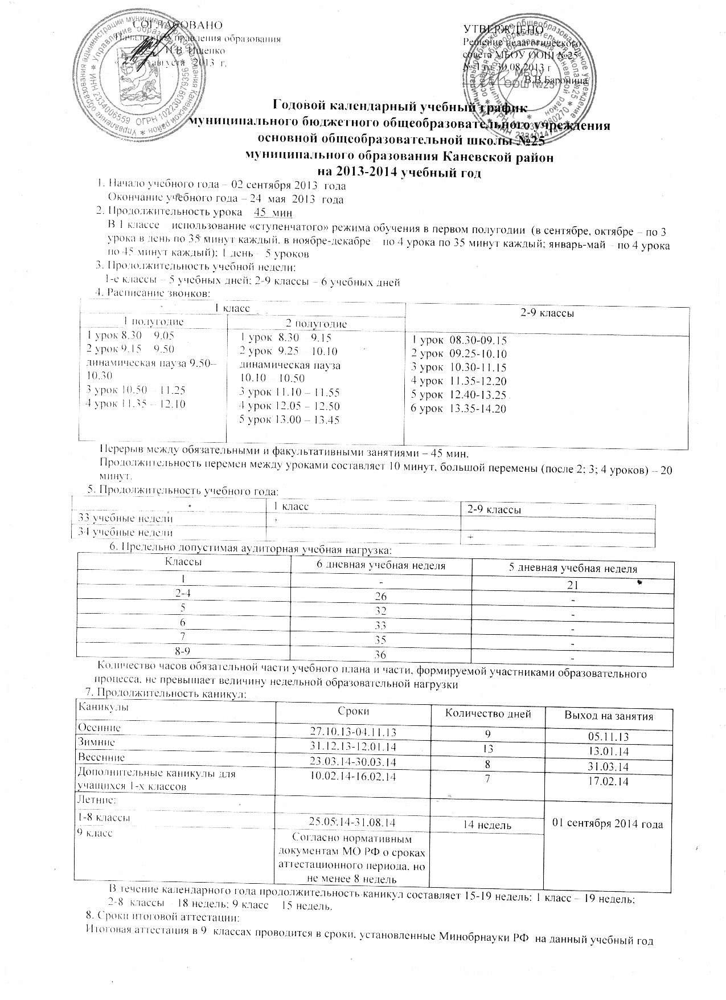 СОГЛАСОВАНО
Начальник Управления образования
Н.В. Ищенко
августа 2013 г.
УТВЕРЖДЕНО
Решение педагогического
совета МБОУ ООШ №25
№ 1 от 30.08.2013 г
В.В.Баронина
МБОУ
ООШ №25
Годовой календарный учебный график
муниципального бюджетного общеобразовательного учреждения
основной общеобразовательной школы №25
муниципального образования Каневской район
на 2013-2014 учебный год
1. Начало учебного года – 02 сентября 2013 года
Окончание учебного года – 24 мая 2013 года
2. Продолжительность урока 45 мин
В 1 классе использование «ступенчатого» режима обучения в первом полугодии (в сентябре, октябре – по 3
урока в день по 35 минут каждый, в ноябре-декабре – по 4 урока по 35 минут каждый; январь-май – по 4 урока
по 45 минут каждый); 1 день – 5 уроков
3. Продолжительность учебной недели:
1-е классы – 5 учебных дней; 2-9 классы – 6 учебных дней
4. Расписание звонков:
1 класс
2-9 классы
1 полугодие
2 полугодие
1 урок 8.30 9.05
2 урок 9.15 9.50
динамическая пауза 9.50–
10.30
3 урок 10.50 – 11.25
4 урок 11.35 – 12.10
1 урок 8.30 9.15
2 урок 9.25 10.10
динамическая пауза
10.10 – 10.50
3 урок 11.10 – 11.55
4 урок 12.05 – 12.50
5 урок 13.00 – 13.45
1 урок 08.30-09.15
2 урок 09.25-10.10
3 урок 10.30-11.15
4 урок 11.35-12.20
5 урок 12.40-13.25
6 урок 13.35-14.20
Перерыв между обязательными и факультативными занятиями – 45 мин.
Продолжительность перемен между уроками составляет 10 минут, большой перемены (после 2; 3; 4 уроков) – 20
минут.
5. Продолжительность учебного года:
1 класс 2-9 классы
33 учебные недели +
34 учебные недели +
6. Предельно допустимая аудиторная учебная нагрузка:
Классы 6 дневная учебная неделя 5 дневная учебная неделя
1 - 21
2-4 26 -
5 32 -
6 33 -
7 35 -
8-9 36 -
Количество часов обязательной части учебного плана и части, формируемой участниками образовательного
процесса, не превышает величину недельной образовательной нагрузки
7. Продолжительность каникул:
Каникулы Сроки Количество дней Выход на занятия
Осенние 27.10.13-04.11.13 9 05.11.13
Зимние 31.12.13-12.01.14 13 13.01.14
Весенние 23.03.14-30.03.14 8 31.03.14
Дополнительные каникулы для 10.02.14-16.02.14 7 17.02.14
учащихся 1-х классов
Летние:
1-8 классы 25.05.14-31.08.14 14 недель 01 сентября 2014 года
9 класс Согласно нормативным
документам МО РФ о сроках
аттестационного периода, но
не менее 8 недель
В течение календарного года продолжительность каникул составляет 15-19 недель: 1 класс – 19 недель;
2-8 классы – 18 недель; 9 класс 15 недель.
8. Сроки итоговой аттестации:
Итоговая аттестация в 9 классах проводится в сроки, установленные Минобрнауки РФ на данный учебный год